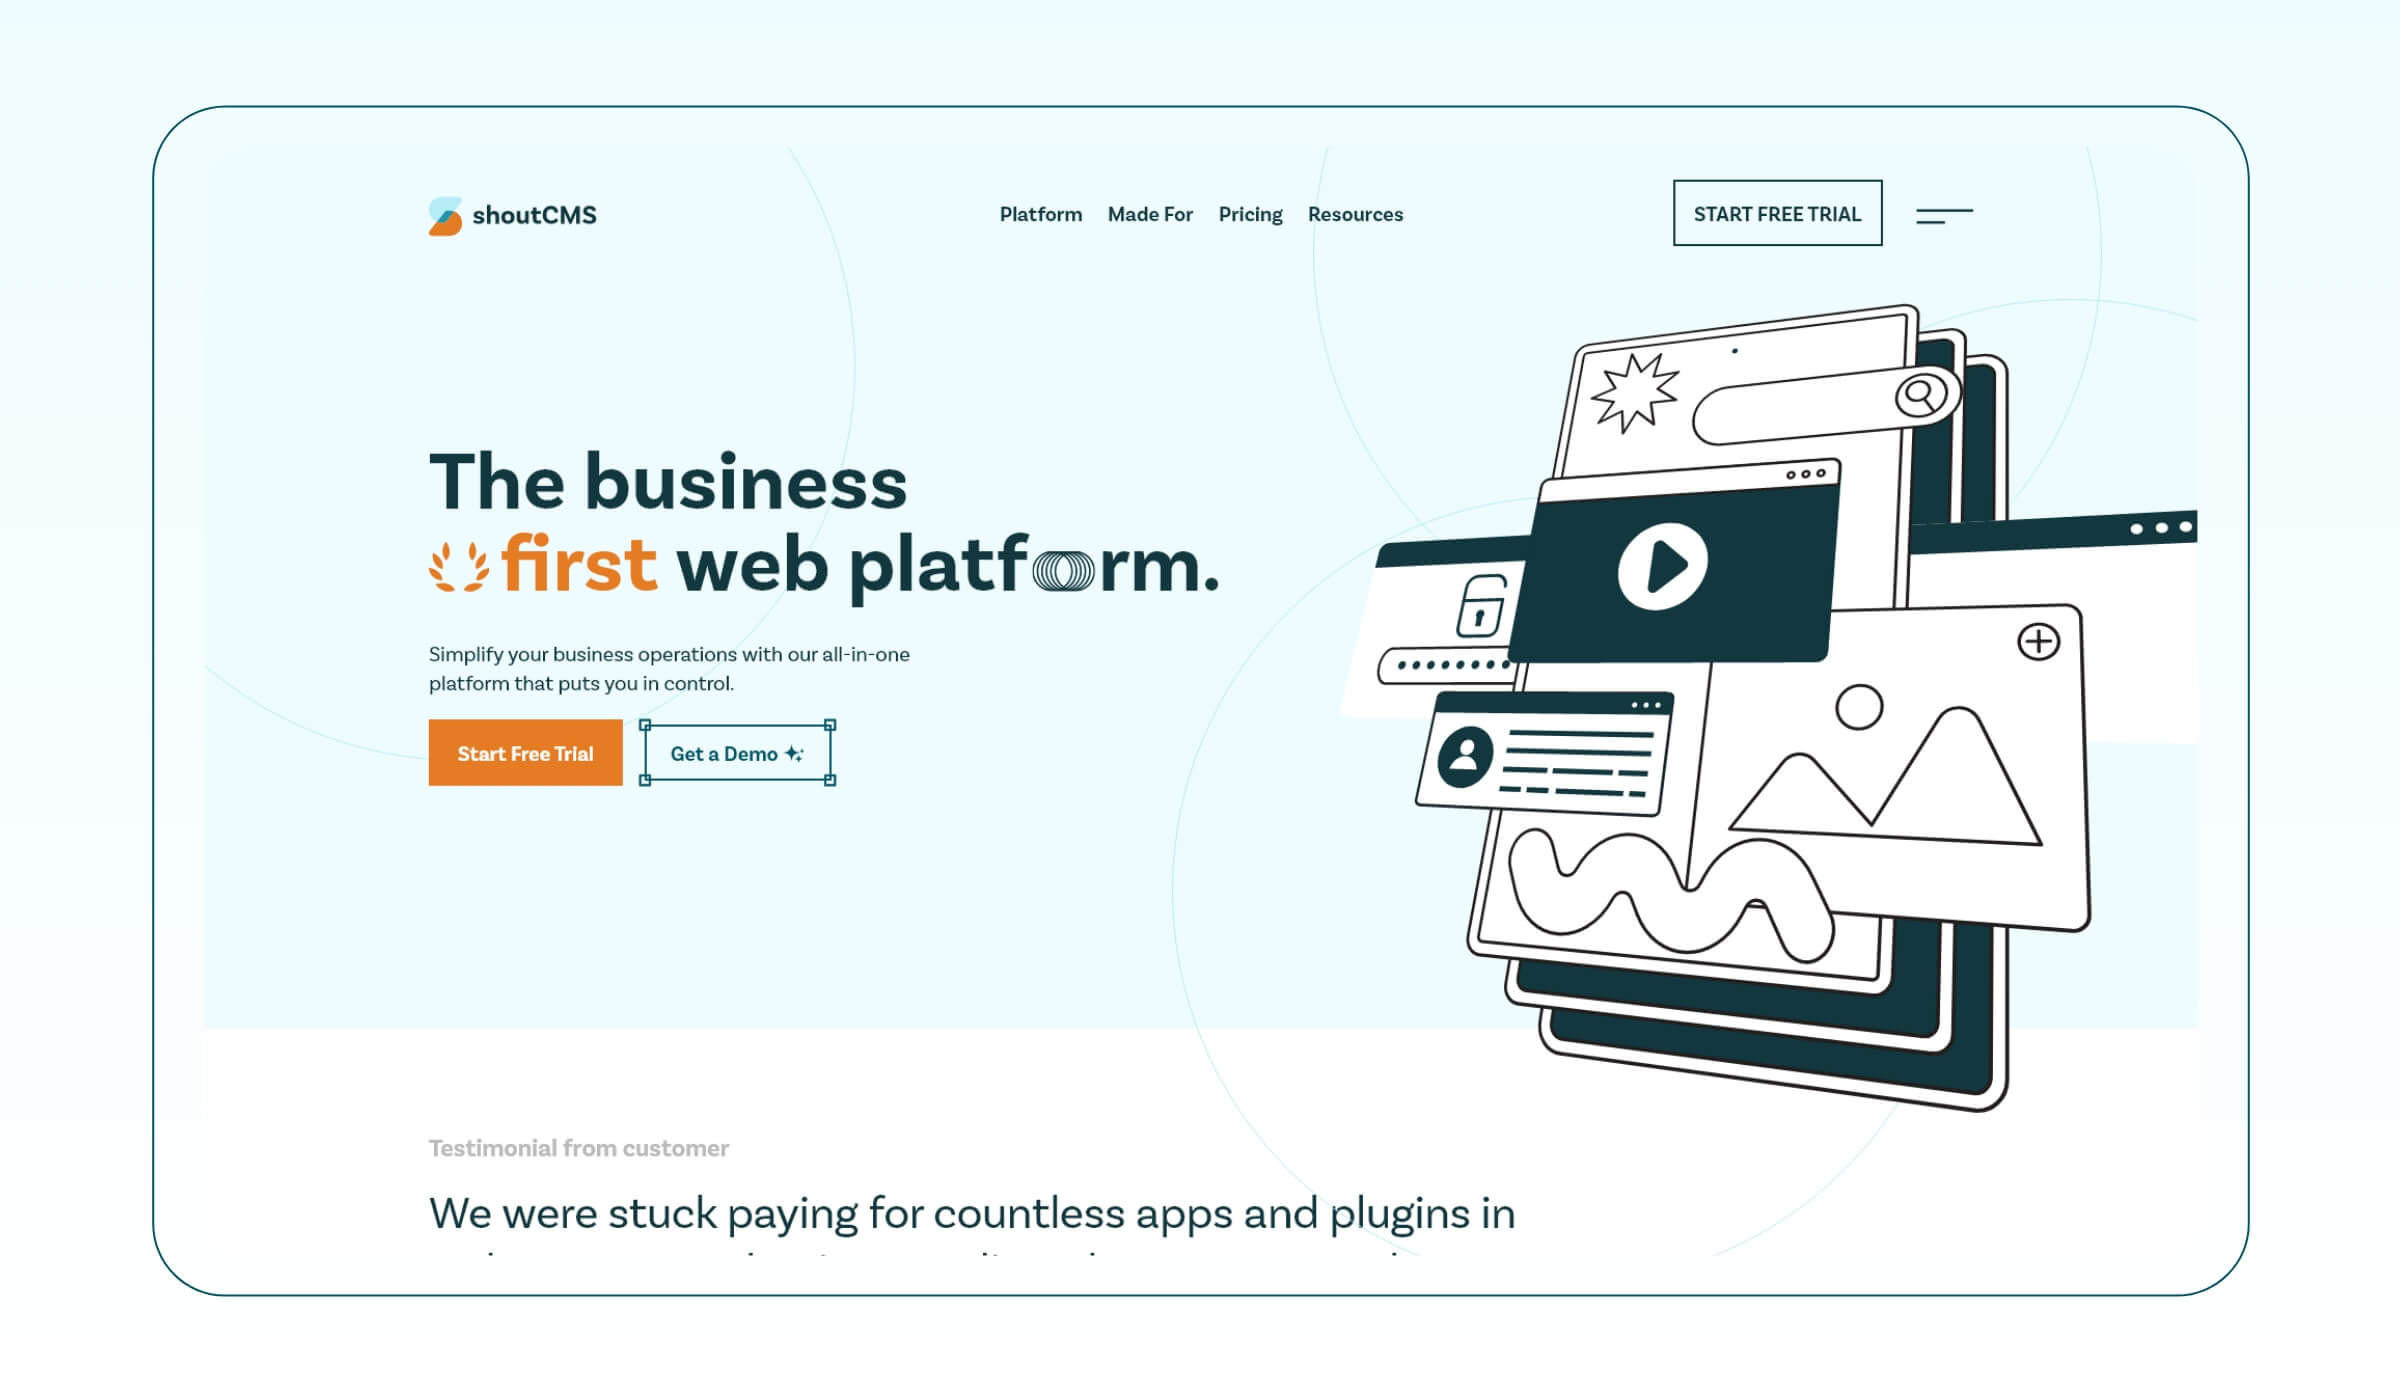 shoutCMS
Platform Made For Pricing Resources
START FREE TRIAL
The business
first web platform.
Simplify your business operations with our all-in-one
platform that puts you in control.
Start Free Trial
Get a Demo
Testimonial from customer
We were stuck paying for countless apps and plugins in